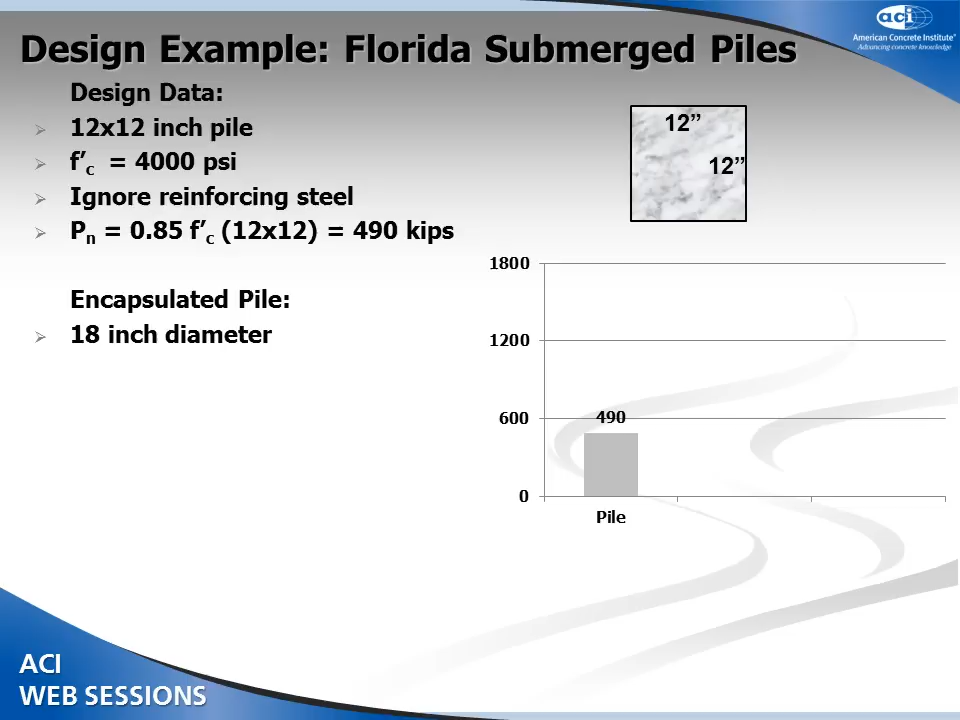 Design Example: Florida Submerged Piles
aci
American Concrete Institute®
Advancing concrete knowledge
Design Data:
➢ 12x12 inch pile
➢ f’c = 4000 psi
➢ Ignore reinforcing steel
➢ Pn = 0.85 f’c (12x12) = 490 kips
Encapsulated Pile:
➢ 18 inch diameter
12”
12”
1800
1200
600
0
490
Pile
ACI
WEB SESSIONS